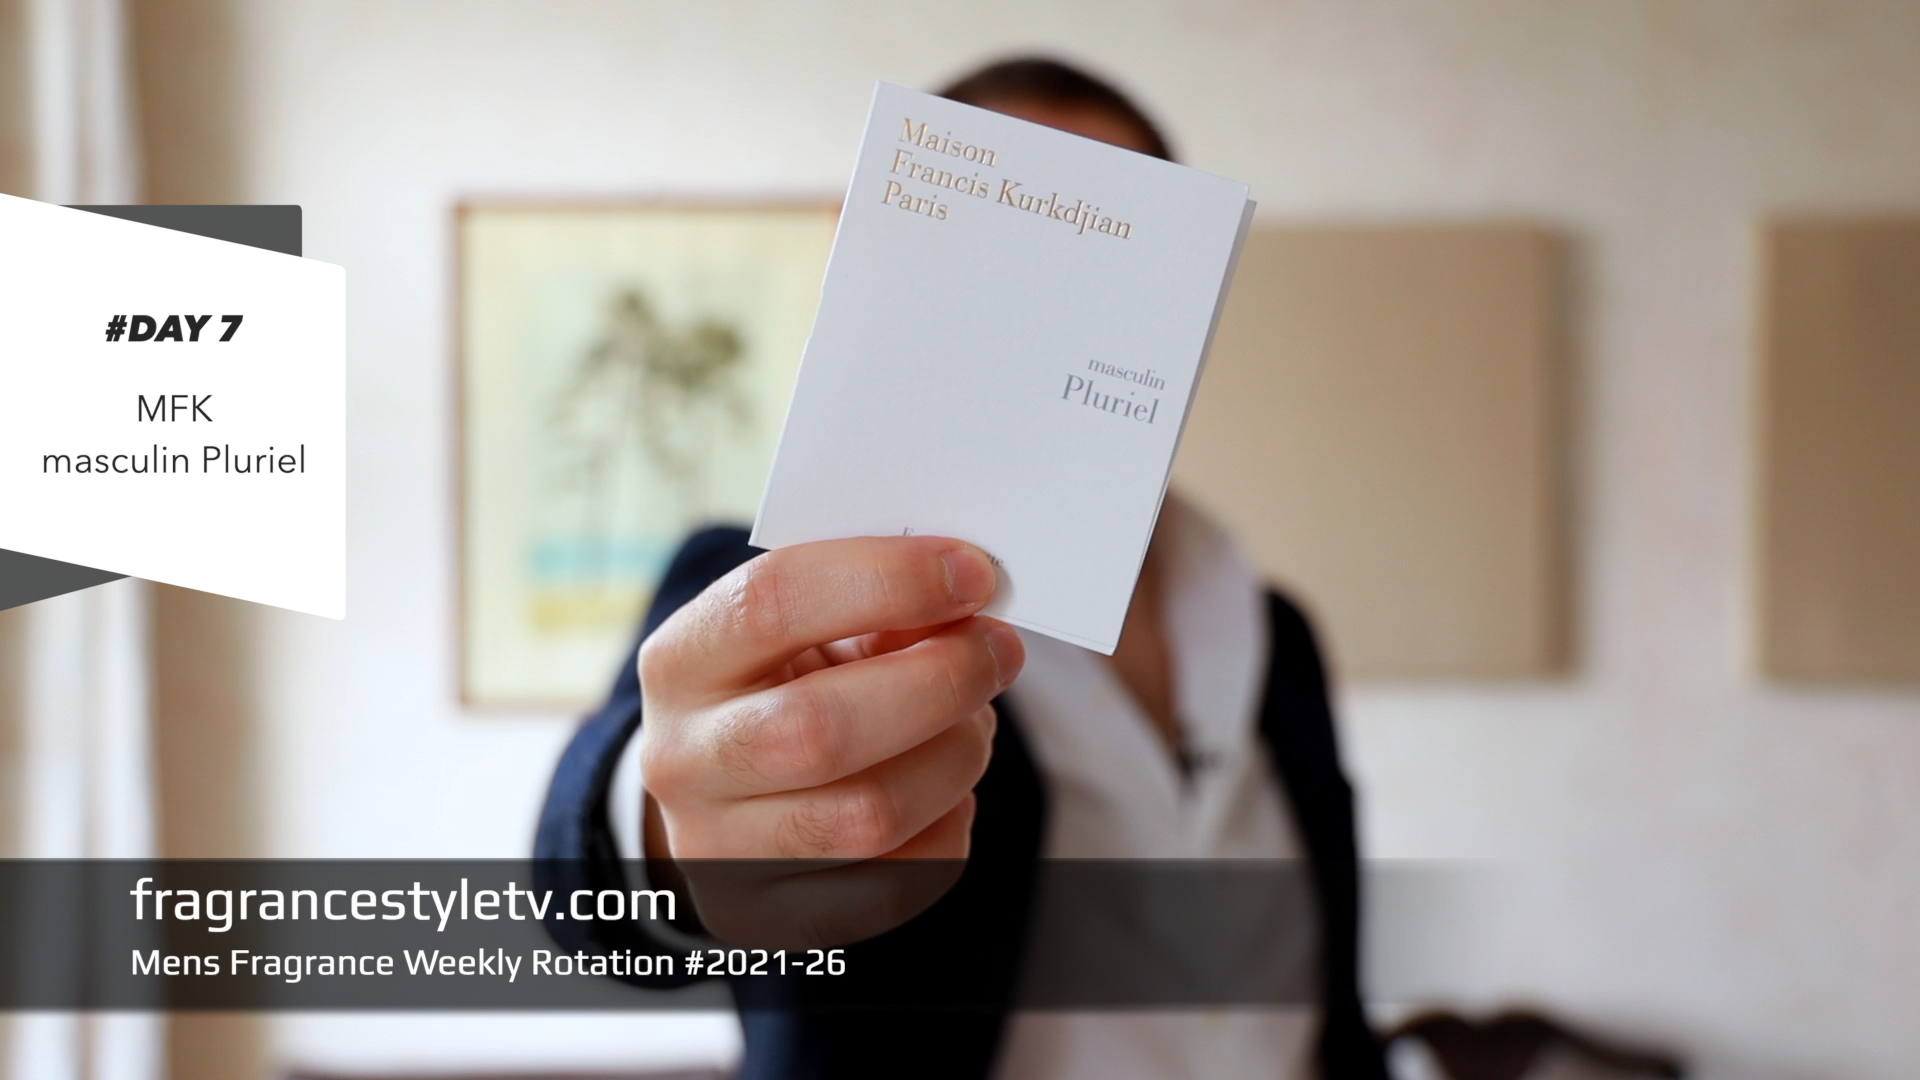 Maison
Francis Kurkdjian
Paris
masculin
Pluriel
#DAY 7
MFK
masculin Pluriel
fragrancestyletv.com
Mens Fragrance Weekly Rotation #2021-26